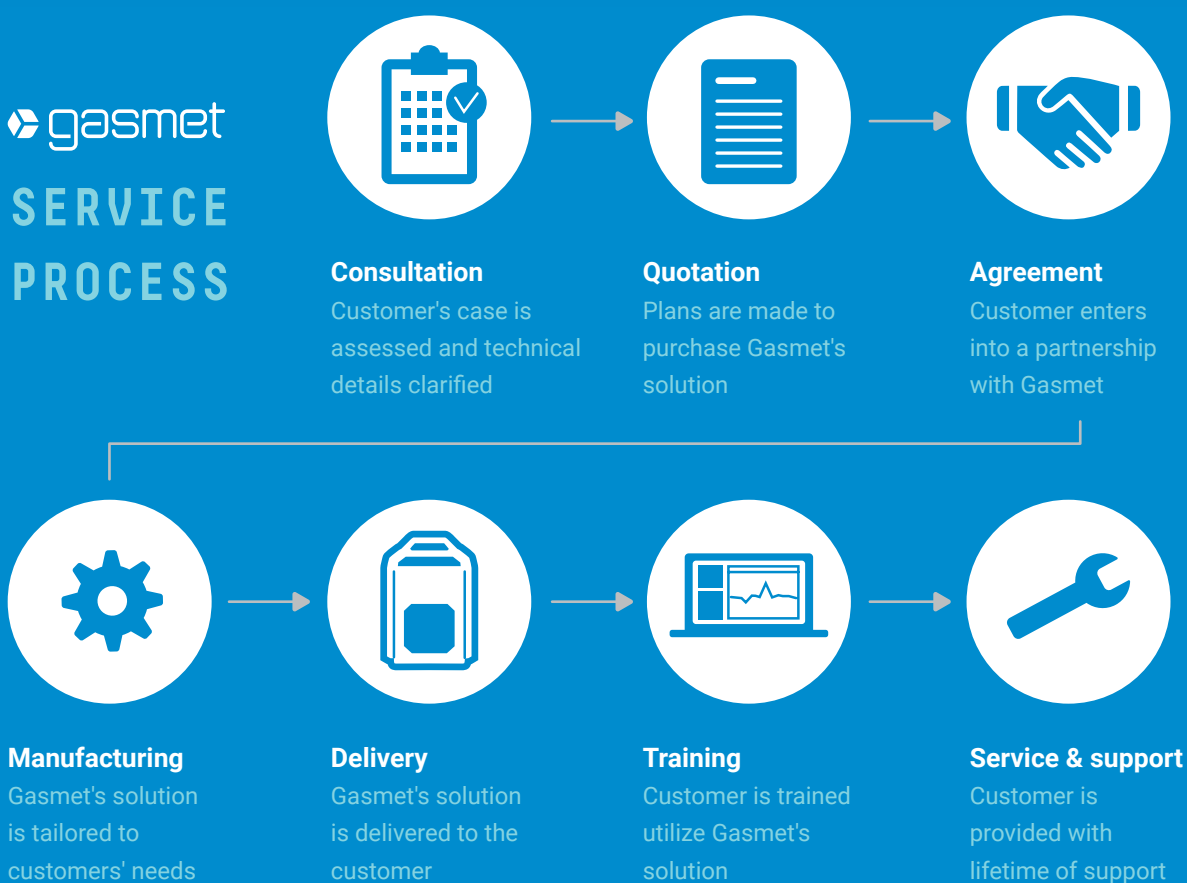 gasmet
SERVICE
PROCESS
Consultation
Customer's case is
assessed and technical
details clarified
Quotation
Plans are made to
purchase Gasmet's
solution
Agreement
Customer enters
into a partnership
with Gasmet
Manufacturing
Gasmet's solution
is tailored to
customers' needs
Delivery
Gasmet's solution
is delivered to the
customer
Training
Customer is trained
utilize Gasmet's
solution
Service & support
Customer is
provided with
lifetime of support